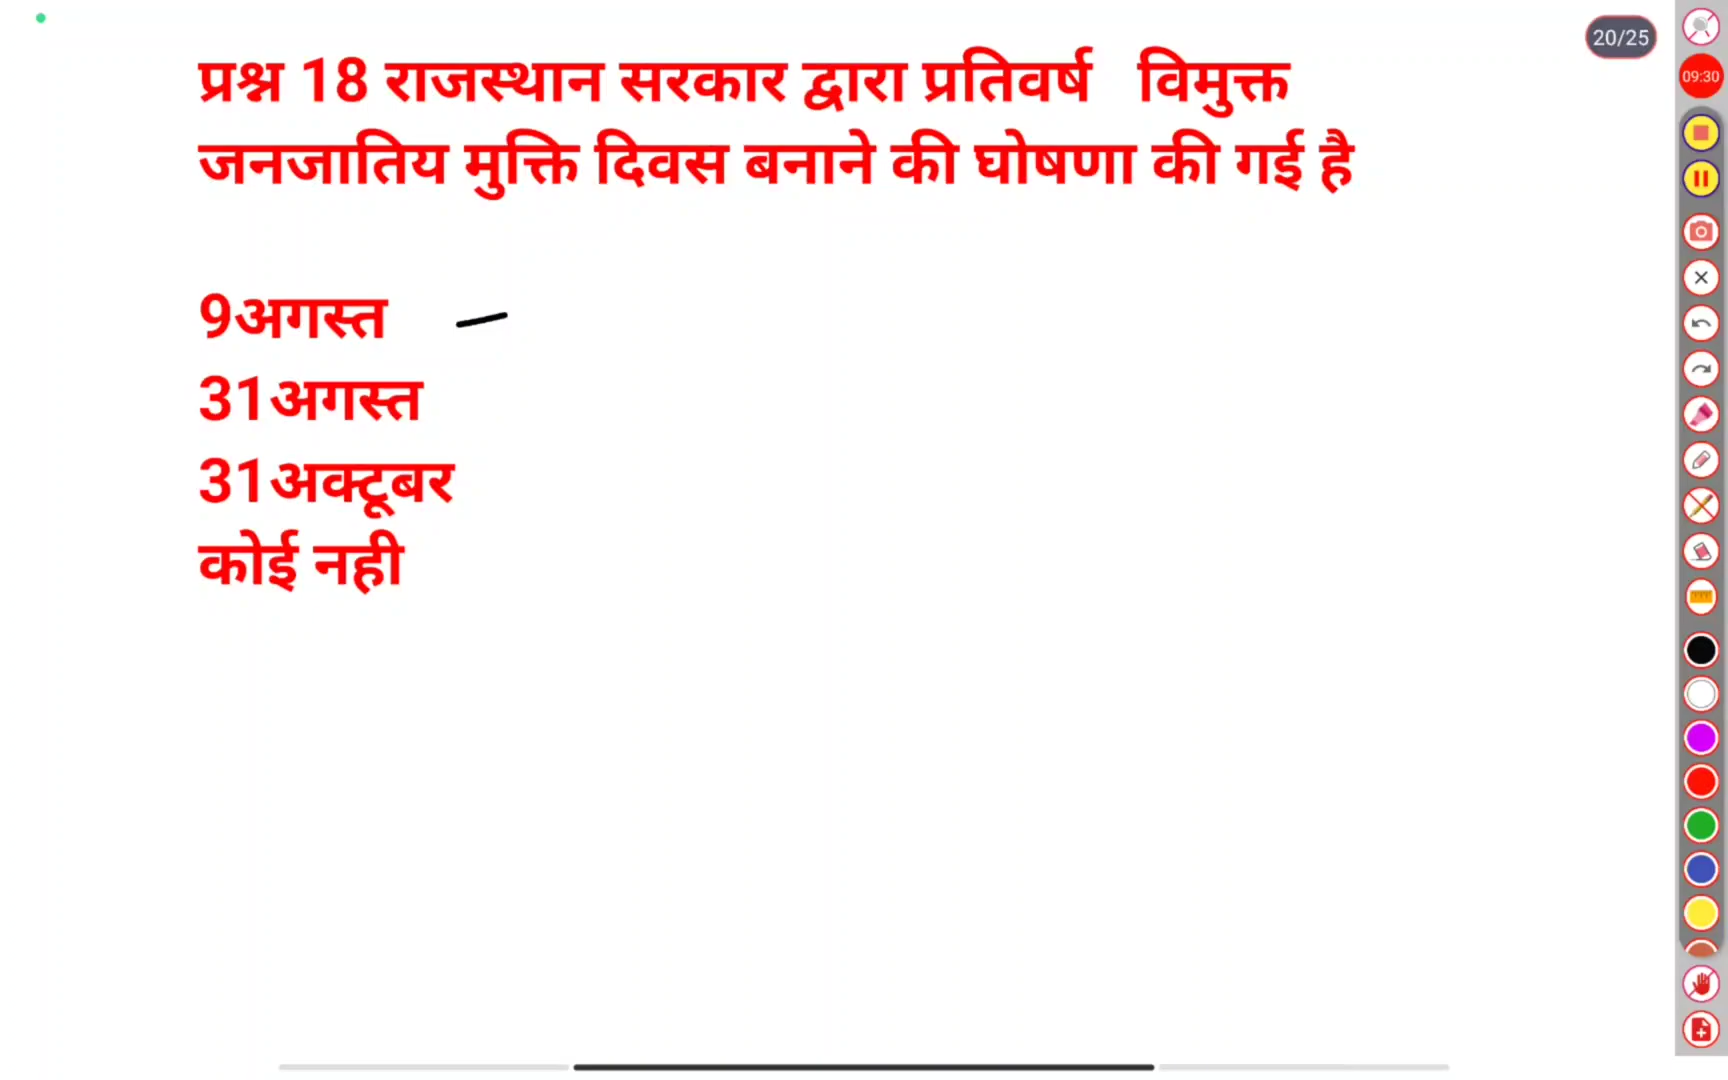 20/25
09:30
प्रश्न 18 राजस्थान सरकार द्वारा प्रतिवर्ष विमुक्त
जनजातिय मुक्ति दिवस बनाने की घोषणा की गई है
9अगस्त
31अगस्त
31अक्टूबर
कोई नही